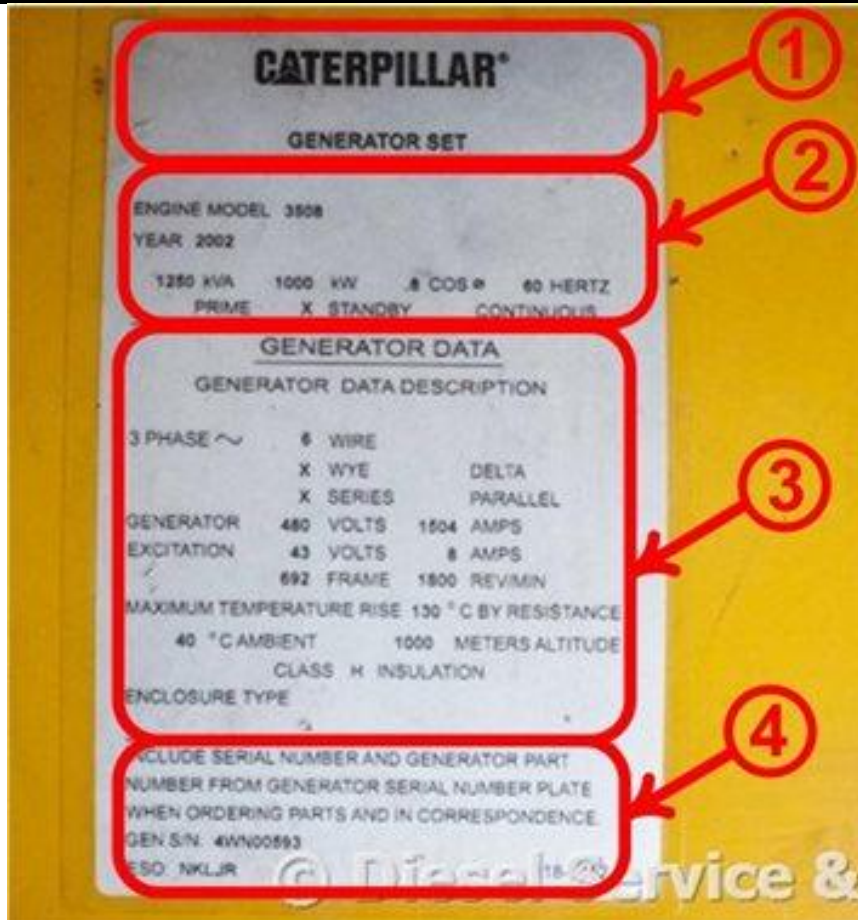 CATERPILLAR®
GENERATOR SET
1
2
ENGINE MODEL 3508
YEAR 2002
1250 kVA 1000 kW .8 COS ø 60 HERTZ
PRIME X STANDBY CONTINUOUS
GENERATOR DATA
GENERATOR DATA DESCRIPTION
3 PHASE ~ 6 WIRE
X WYE DELTA
X SERIES PARALLEL
3
GENERATOR 480 VOLTS 1504 AMPS
EXCITATION 43 VOLTS 8 AMPS
692 FRAME 1800 REV/MIN
MAXIMUM TEMPERATURE RISE 130 °C BY RESISTANCE
40 °C AMBIENT 1000 METERS ALTITUDE
CLASS H INSULATION
ENCLOSURE TYPE
4
INCLUDE SERIAL NUMBER AND GENERATOR PART
NUMBER FROM GENERATOR SERIAL NUMBER PLATE
WHEN ORDERING PARTS AND IN CORRESPONDENCE.
GEN S/N: 4WN00593
ESO: NKLJR
© Diesel Service &